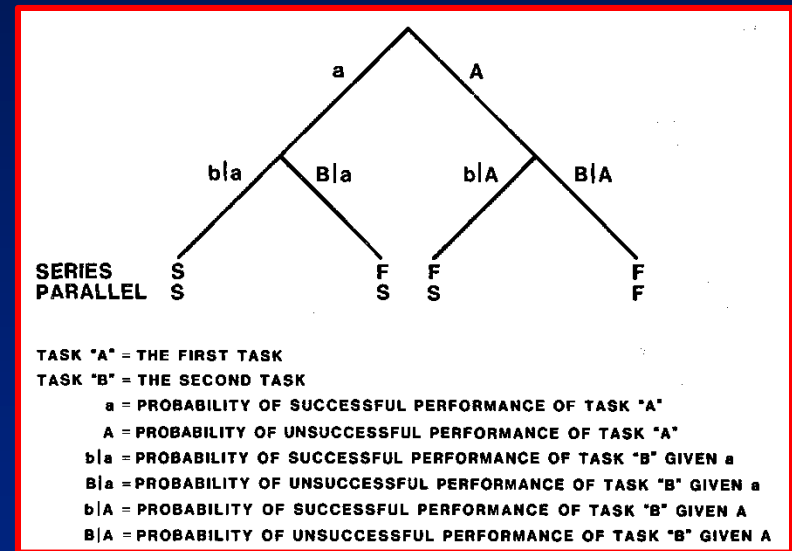 a A
b|a B|a b|A B|A
SERIES S F F F
PARALLEL S S S F
TASK "A" = THE FIRST TASK
TASK "B" = THE SECOND TASK
a = PROBABILITY OF SUCCESSFUL PERFORMANCE OF TASK "A"
A = PROBABILITY OF UNSUCCESSFUL PERFORMANCE OF TASK "A"
b|a = PROBABILITY OF SUCCESSFUL PERFORMANCE OF TASK "B" GIVEN a
B|a = PROBABILITY OF UNSUCCESSFUL PERFORMANCE OF TASK "B" GIVEN a
b|A = PROBABILITY OF SUCCESSFUL PERFORMANCE OF TASK "B" GIVEN A
B|A = PROBABILITY OF UNSUCCESSFUL PERFORMANCE OF TASK "B" GIVEN A